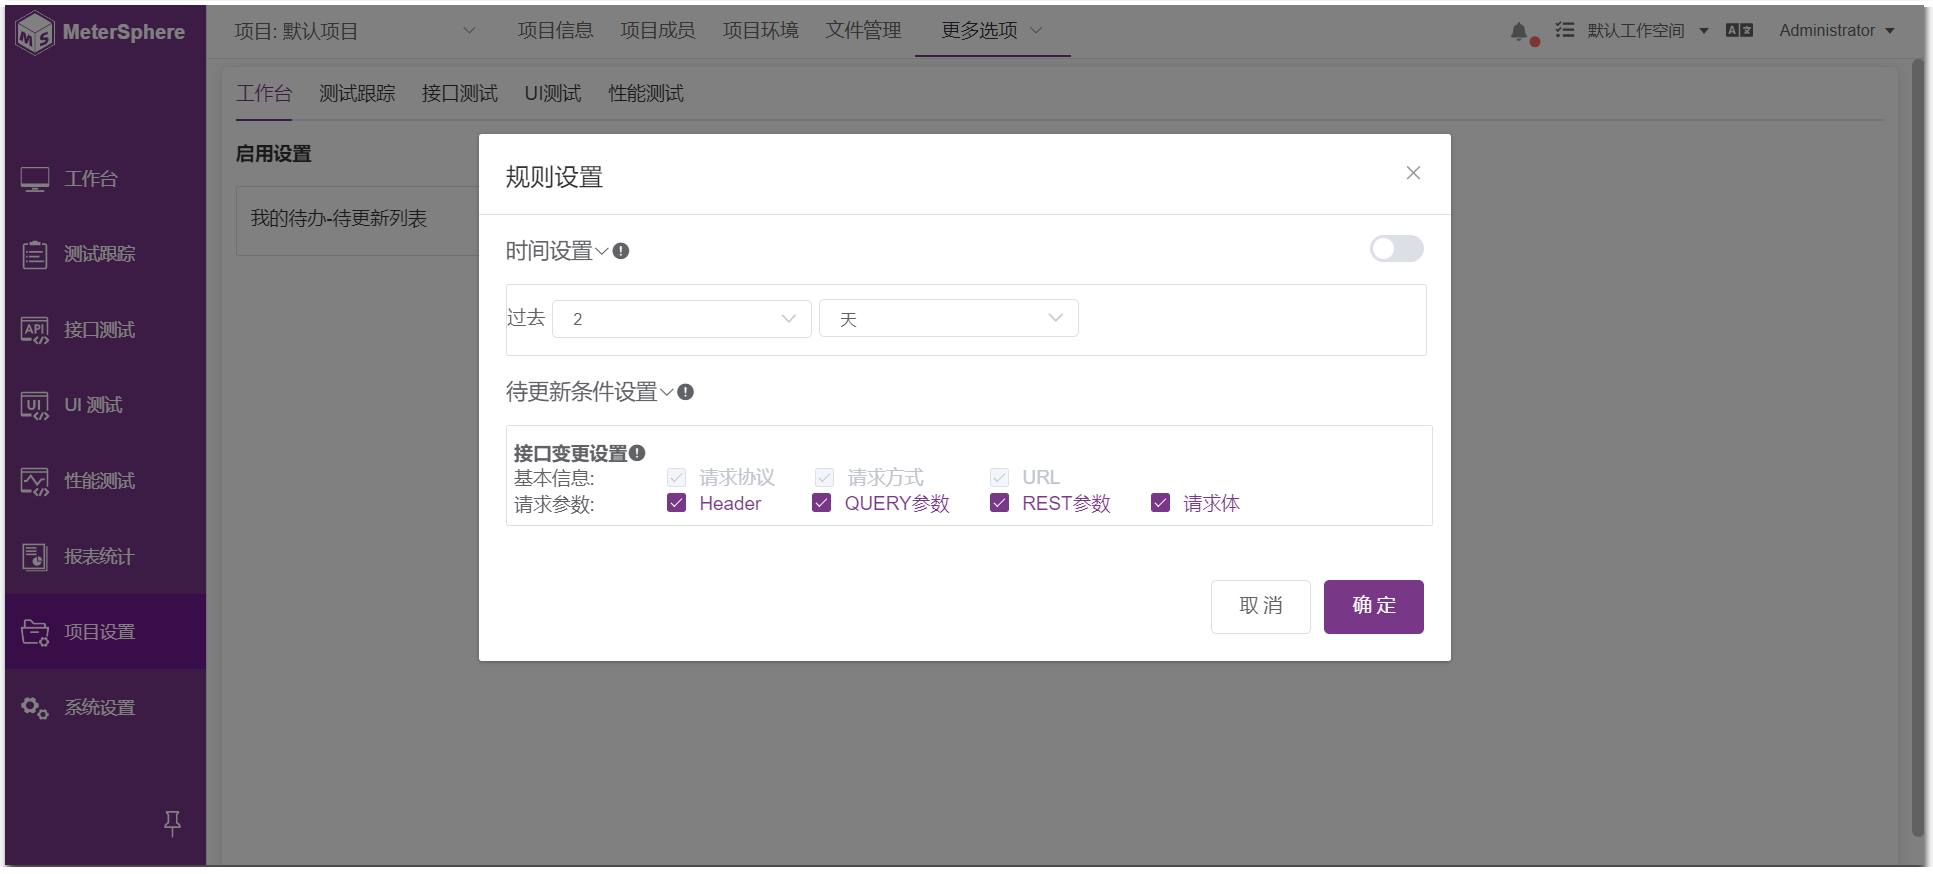 MeterSphere
项目: 默认项目
项目信息
项目成员
项目环境
文件管理
更多选项
默认工作空间
Administrator
工作台
测试跟踪
接口测试
UI测试
性能测试
启用设置
我的待办-待更新列表
工作台
测试跟踪
API 接口测试
UI UI 测试
性能测试
报表统计
项目设置
系统设置
规则设置
时间设置
过去 2 天
待更新条件设置
接口变更设置
基本信息: 请求协议 请求方式 URL
请求参数: Header QUERY参数 REST参数 请求体
取消 确定